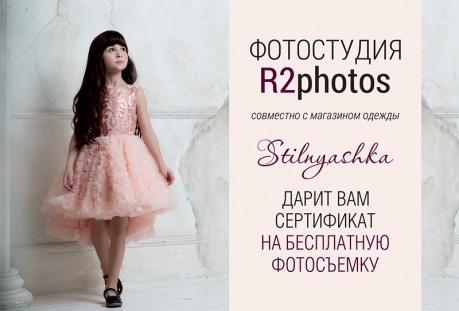 ФОТОСТУДИЯ
R2photos
совместно с магазином одежды
Stilnyashka
ДАРИТ ВАМ
СЕРТИФИКАТ
НА БЕСПЛАТНУЮ
ФОТОСЪЕМКУ